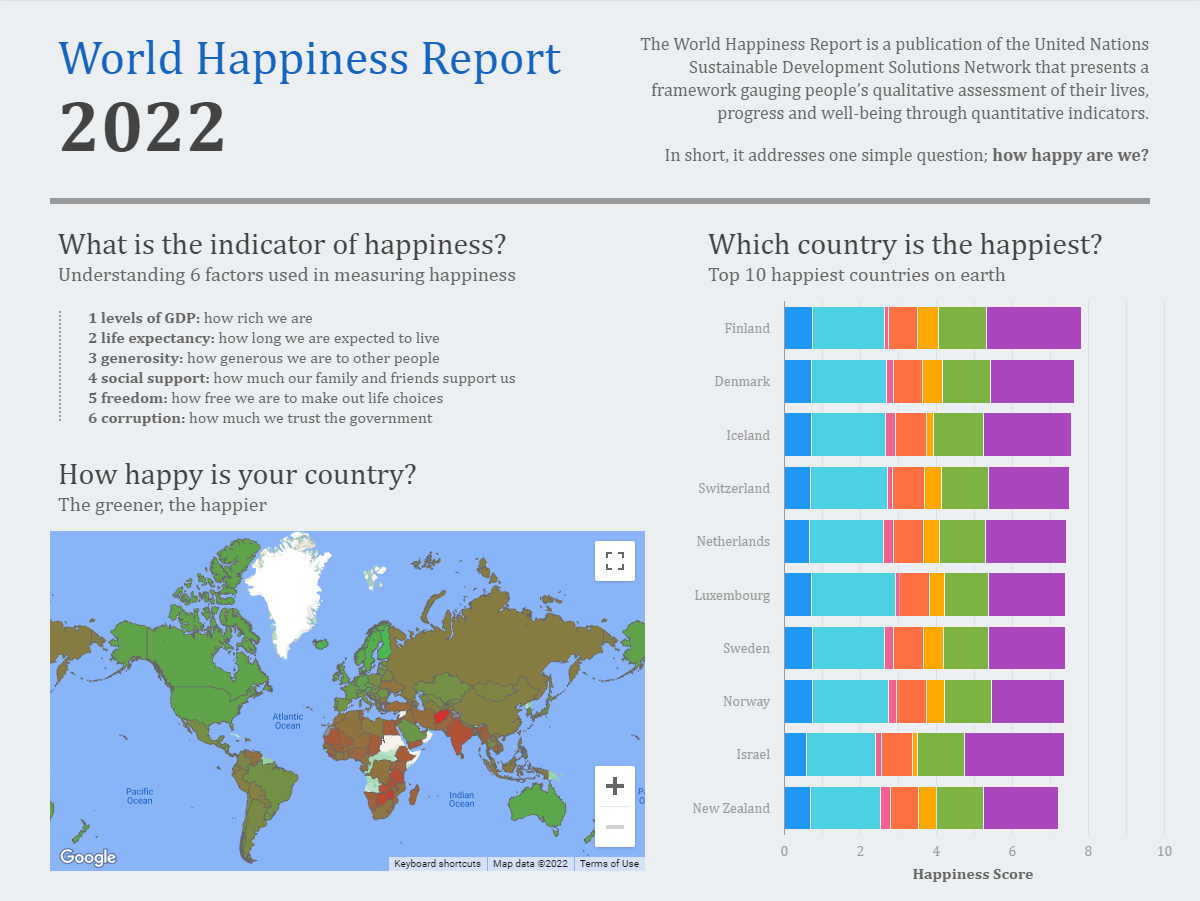 World Happiness Report
2022
The World Happiness Report is a publication of the United Nations
Sustainable Development Solutions Network that presents a
framework gauging people’s qualitative assessment of their lives,
progress and well-being through quantitative indicators.
In short, it addresses one simple question; how happy are we?
What is the indicator of happiness?
Understanding 6 factors used in measuring happiness
1 levels of GDP: how rich we are
2 life expectancy: how long we are expected to live
3 generosity: how generous we are to other people
4 social support: how much our family and friends support us
5 freedom: how free we are to make out life choices
6 corruption: how much we trust the government
How happy is your country?
The greener, the happier
Atlantic
Ocean
Pacific
Ocean
Indian
Ocean
P
O
Google
Keyboard shortcuts
Map data ©2022
Terms of Use
Which country is the happiest?
Top 10 happiest countries on earth
Finland
Denmark
Iceland
Switzerland
Netherlands
Luxembourg
Sweden
Norway
Israel
New Zealand
0 2 4 6 8 10
Happiness Score